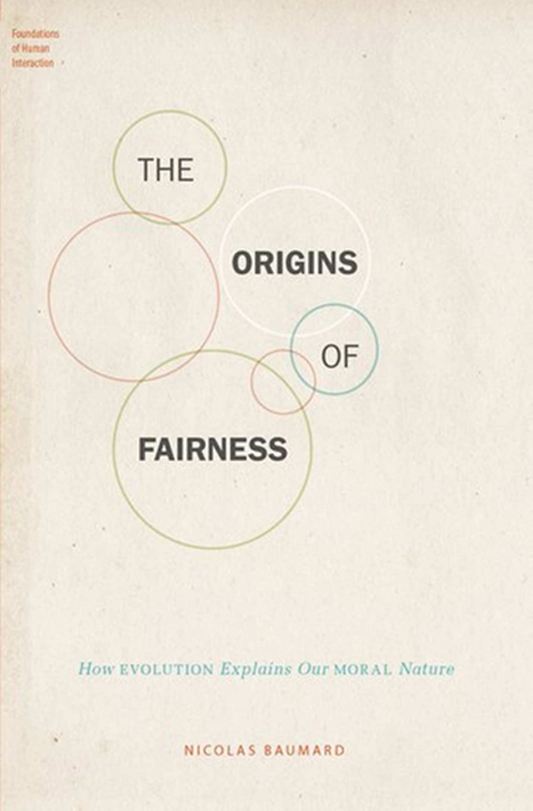 Foundations
of Human
Interaction
THE
ORIGINS
OF
FAIRNESS
How EVOLUTION Explains Our MORAL Nature
NICOLAS BAUMARD